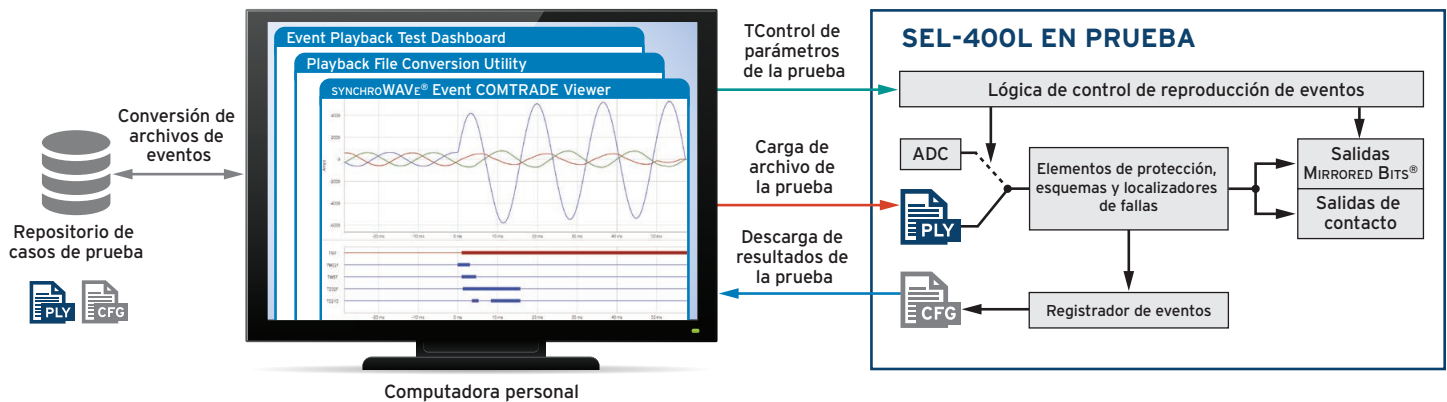 Conversión de
archivos de
eventos
Repositorio de
casos de prueba
PLY
CFG
Event Playback Test Dashboard
Playback File Conversion Utility
SYNCHROWAVE® Event COMTRADE Viewer
Computadora personal
TControl de
parámetros
de la prueba
Carga de
archivo de
la prueba
Descarga de
resultados de
la prueba
SEL-400L EN PRUEBA
Lógica de control de reproducción de eventos
ADC
PLY
CFG
Elementos de protección,
esquemas y localizadores
de fallas
Registrador de eventos
Salidas
MIRRORED BITS®
Salidas de
contacto